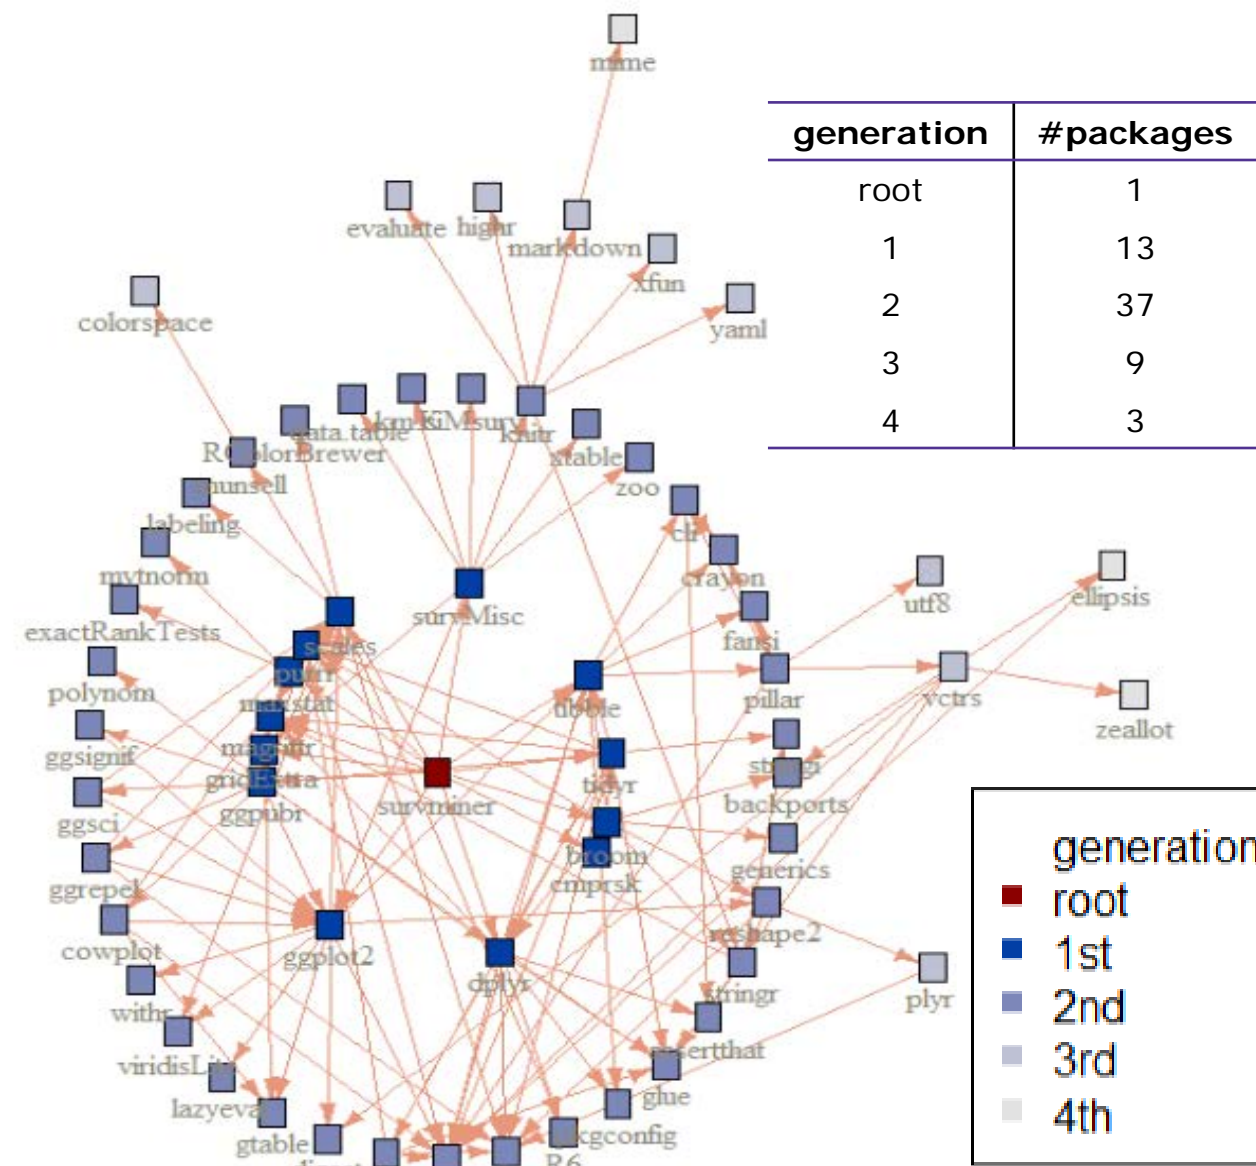 mime
generation #packages
root 1
1 13
2 37
3 9
4 3
evaluate highr
markdown
xfun
yaml
colorspace
data.table
knitr
RColorBrewer
xtable
munsell
zoo
labeling
cli
mvtnorm
crayon
utf8
ellipsis
exactRankTests
survMisc
fansi
scales
purrr
polynom
maxstat
tibble
pillar
vctrs
zeallot
ggsignif
magrittr
stringi
gridExtra
tidyr
survminer
backports
ggpubr
ggsci
broom
generics
cmprsk
ggrepel
reshape2
cowplot
ggplot2
dplyr
stringr
plyr
withr
assertthat
viridisLite
glue
lazyeval
pkgconfig
gtable
R6
generation
root
1st
2nd
3rd
4th